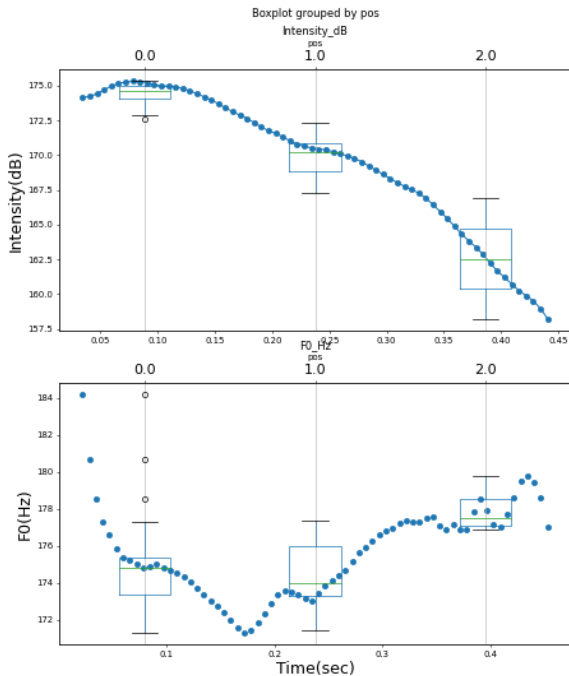 Boxplot grouped by pos
Intensity_dB
pos
0.0 1.0 2.0
175.0
172.5
170.0
167.5
165.0
162.5
160.0
157.5
Intensity(dB)
0.05 0.10 0.15 0.20 0.25 0.30 0.35 0.40 0.45
F0_Hz
pos
0.0 1.0 2.0
184
182
180
178
176
174
172
F0(Hz)
0.1 0.2 0.3 0.4
Time(sec)